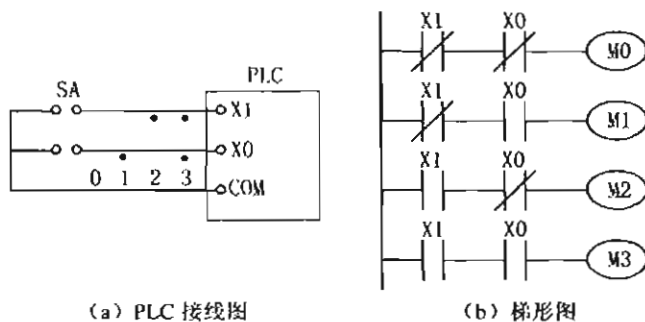 SA
PLC
X1
X0
0 1 2 3
COM
(a) PLC 接线图
X1 X0
M0
X1 X0
M1
X1 X0
M2
X1 X0
M3
(b) 梯形图